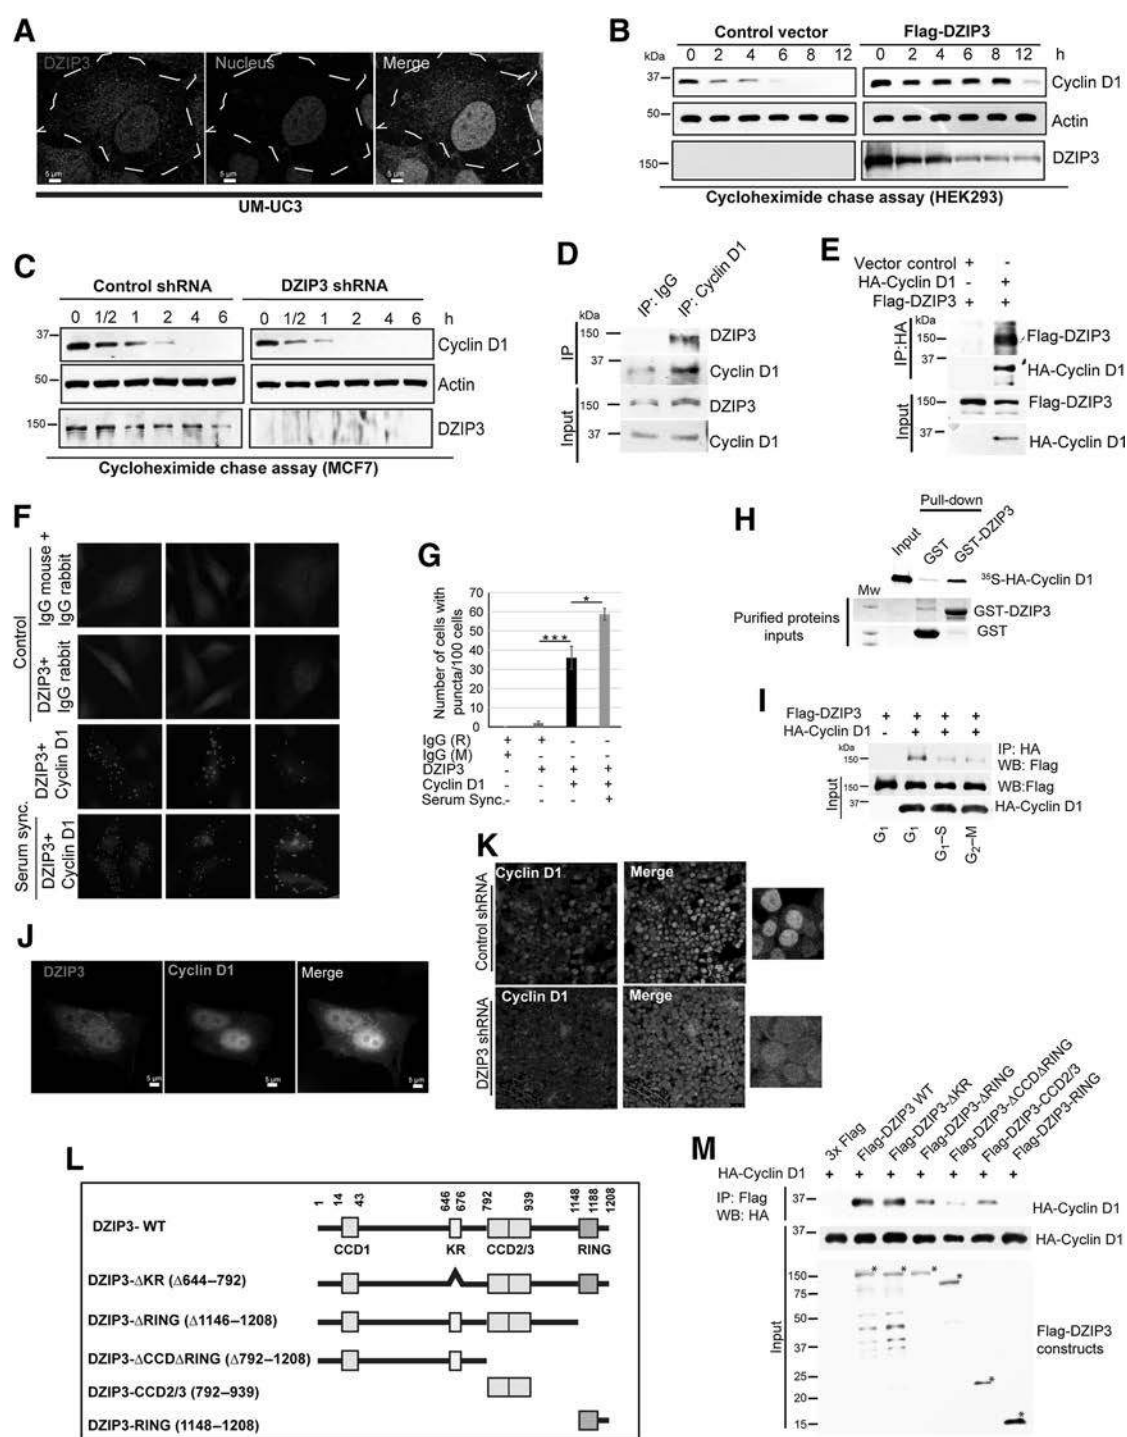 A
DZIP3
Nucleus
Merge
5 µm
5 µm
5 µm
UM-UC3
B
Control vector
Flag-DZIP3
kDa
0 2 4 6 8 12 0 2 4 6 8 12 h
37
Cyclin D1
50
Actin
150
DZIP3
Cycloheximide chase assay (HEK293)
C
Control shRNA
DZIP3 shRNA
0 1/2 1 2 4 6 0 1/2 1 2 4 6 h
37
Cyclin D1
50
Actin
150
DZIP3
Cycloheximide chase assay (MCF7)
D
IP: IgG
IP: Cyclin D1
kDa
IP
150
DZIP3
37
Cyclin D1
Input
150
DZIP3
37
Cyclin D1
E
Vector control + -
HA-Cyclin D1 - +
Flag-DZIP3 + +
kDa
IP:HA
150
Flag-DZIP3
37
HA-Cyclin D1
Input
150
Flag-DZIP3
37
HA-Cyclin D1
F
Control
IgG mouse +
IgG rabbit
DZIP3+
IgG rabbit
DZIP3+
Cyclin D1
Serum sync.
DZIP3+
Cyclin D1
G
Number of cells with
puncta/100 cells
70
60
50
40
30
20
10
0
***
*
IgG (R) + + - -
IgG (M) + - - -
DZIP3 - + + +
Cyclin D1 - - + +
Serum Sync. - - - +
H
Pull-down
Input
GST
GST-DZIP3
35S-HA-Cyclin D1
Mw
Purified proteins
inputs
GST-DZIP3
GST
I
Flag-DZIP3 + + + +
HA-Cyclin D1 - + + +
kDa
150
IP: HA
WB: Flag
Input
150
WB:Flag
37
HA-Cyclin D1
G1
G1
G1–S
G2–M
J
DZIP3
Cyclin D1
Merge
5 µm
5 µm
5 µm
K
Control shRNA
Cyclin D1
Merge
DZIP3 shRNA
Cyclin D1
Merge
L
1 14 43 646 676 792 939 1148 1188 1208
DZIP3- WT
CCD1
KR
CCD2/3
RING
DZIP3-ΔKR (Δ644–792)
DZIP3-ΔRING (Δ1146–1208)
DZIP3-ΔCCDΔRING (Δ792–1208)
DZIP3-CCD2/3 (792–939)
DZIP3-RING (1148–1208)
M
3x Flag
Flag-DZIP3 WT
Flag-DZIP3-ΔKR
Flag-DZIP3-ΔRING
Flag-DZIP3-ΔCCDΔRING
Flag-DZIP3-CCD2/3
Flag-DZIP3-RING
HA-Cyclin D1 + + + + + + +
IP: Flag
WB: HA
37
HA-Cyclin D1
37
HA-Cyclin D1
Input
150
75
50
37
25
20
15
* * * * * *
Flag-DZIP3
constructs